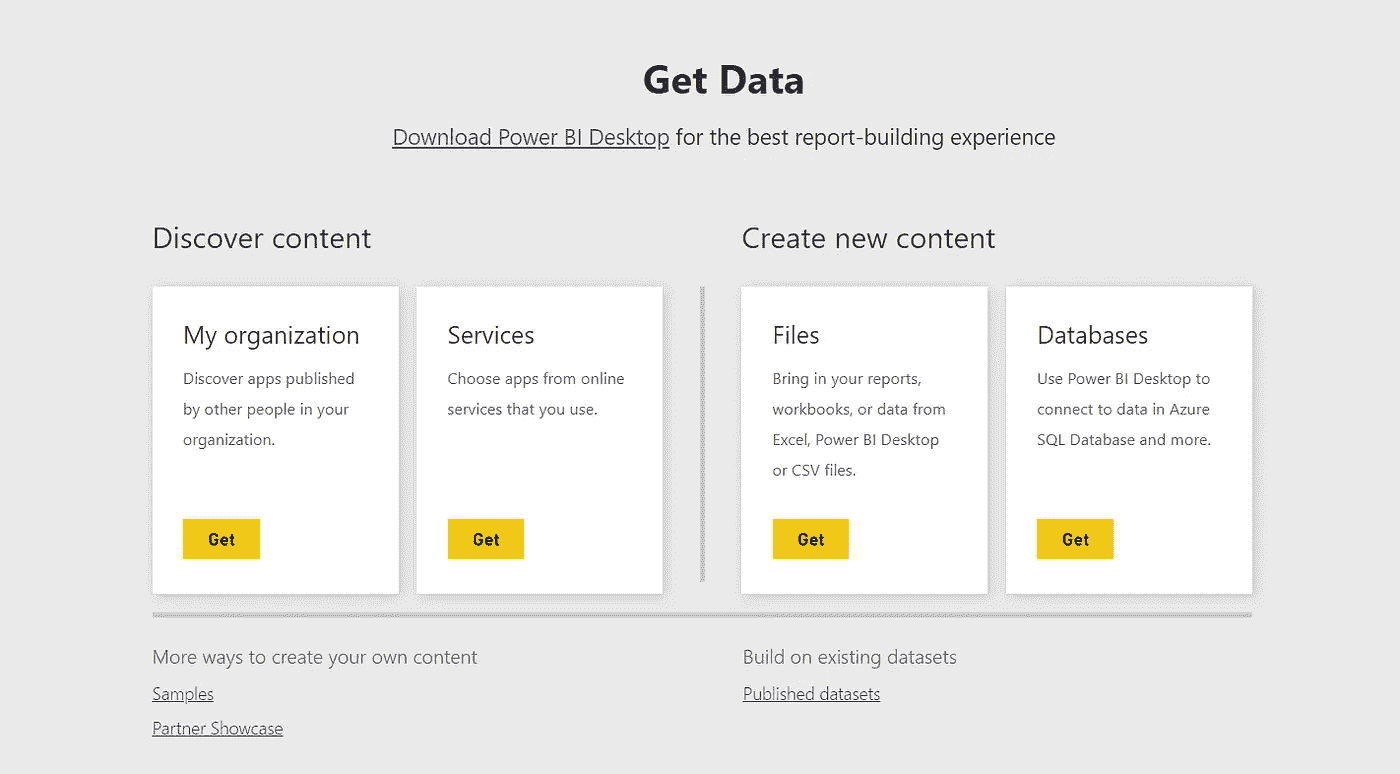 Get Data
Download Power BI Desktop for the best report-building experience
Discover content
My organization
Discover apps published
by other people in your
organization.
Get
Services
Choose apps from online
services that you use.
Get
Create new content
Files
Bring in your reports,
workbooks, or data from
Excel, Power BI Desktop
or CSV files.
Get
Databases
Use Power BI Desktop to
connect to data in Azure
SQL Database and more.
Get
More ways to create your own content
Samples
Partner Showcase
Build on existing datasets
Published datasets